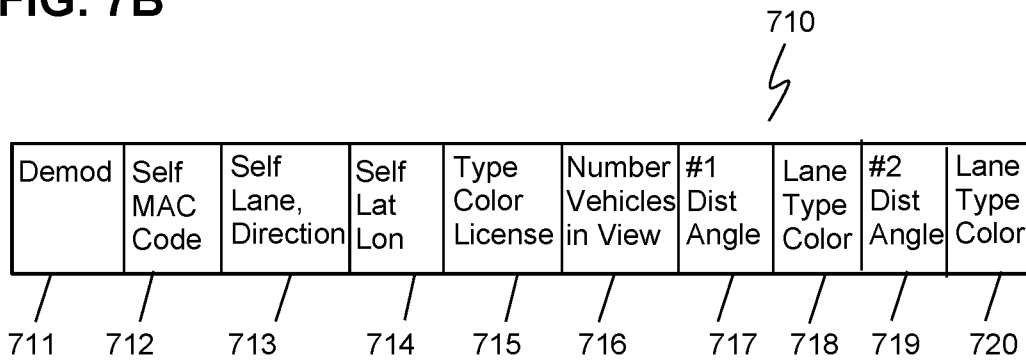 FIG. 7B
710
Demod
Self
MAC
Code
Self
Lane,
Direction
Self
Lat
Lon
Type
Color
License
Number
Vehicles
in View
#1
Dist
Angle
Lane
Type
Color
#2
Dist
Angle
Lane
Type
Color
711 712 713 714 715 716 717 718 719 720